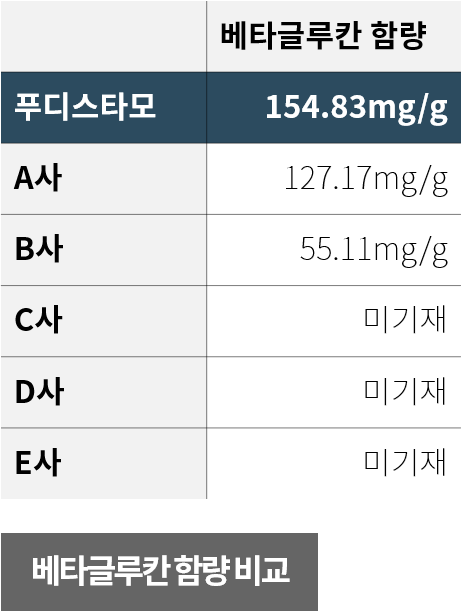 베타글루칸 함량
푸디스타모 154.83mg/g
A사 127.17mg/g
B사 55.11mg/g
C사 미기재
D사 미기재
E사 미기재
베타글루칸 함량 비교